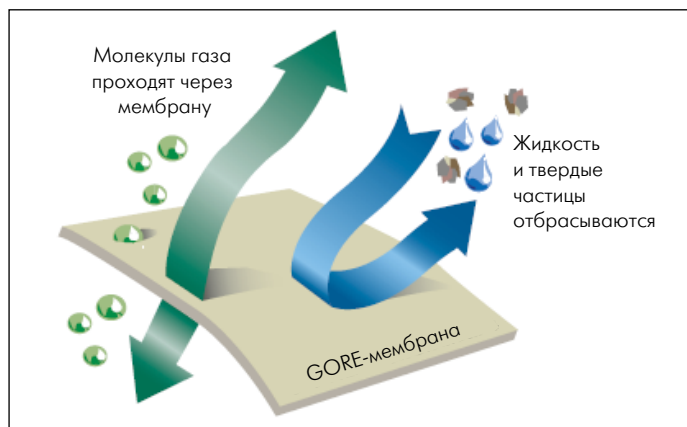 Молекулы газа
проходят через
мембрану
Жидкость
и твердые
частицы
отбрасываются
GORE-мембрана